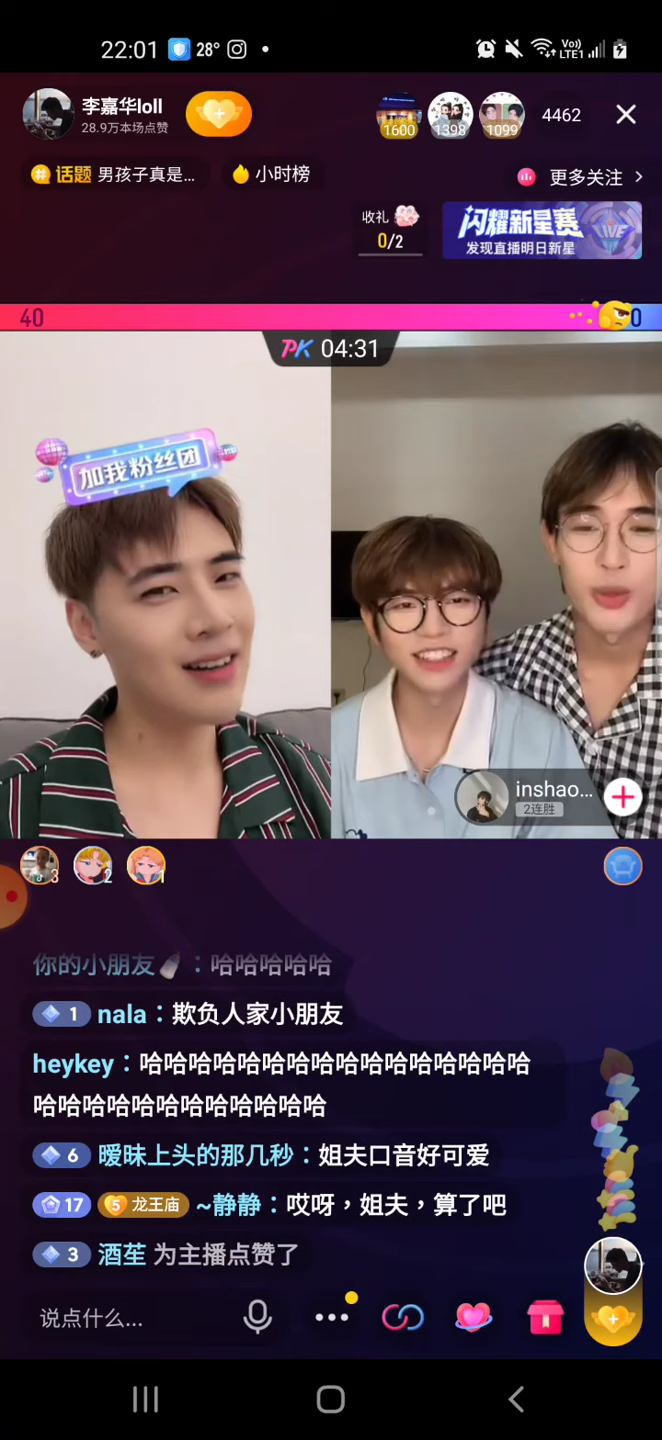 22:01 28° Vo)) LTE1
李嘉华loll
28.9万本场点赞
1600 1398 1099 4462
话题 男孩子真是... 小时榜 更多关注
收礼
0/2
闪耀新星赛
发现直播明日新星
LIVE
40 0
PK 04:31
加我粉丝团
inshao...
2连胜
3 2 1
你的小朋友：哈哈哈哈哈
1 nala：欺负人家小朋友
heykey：哈哈哈哈哈哈哈哈哈哈哈哈哈哈哈哈
哈哈哈哈哈哈哈哈哈哈哈哈
6 暧昧上头的那几秒：姐夫口音好可爱
17 5 龙王庙 ~静静：哎呀，姐夫，算了吧
3 酒苼 为主播点赞了
说点什么...